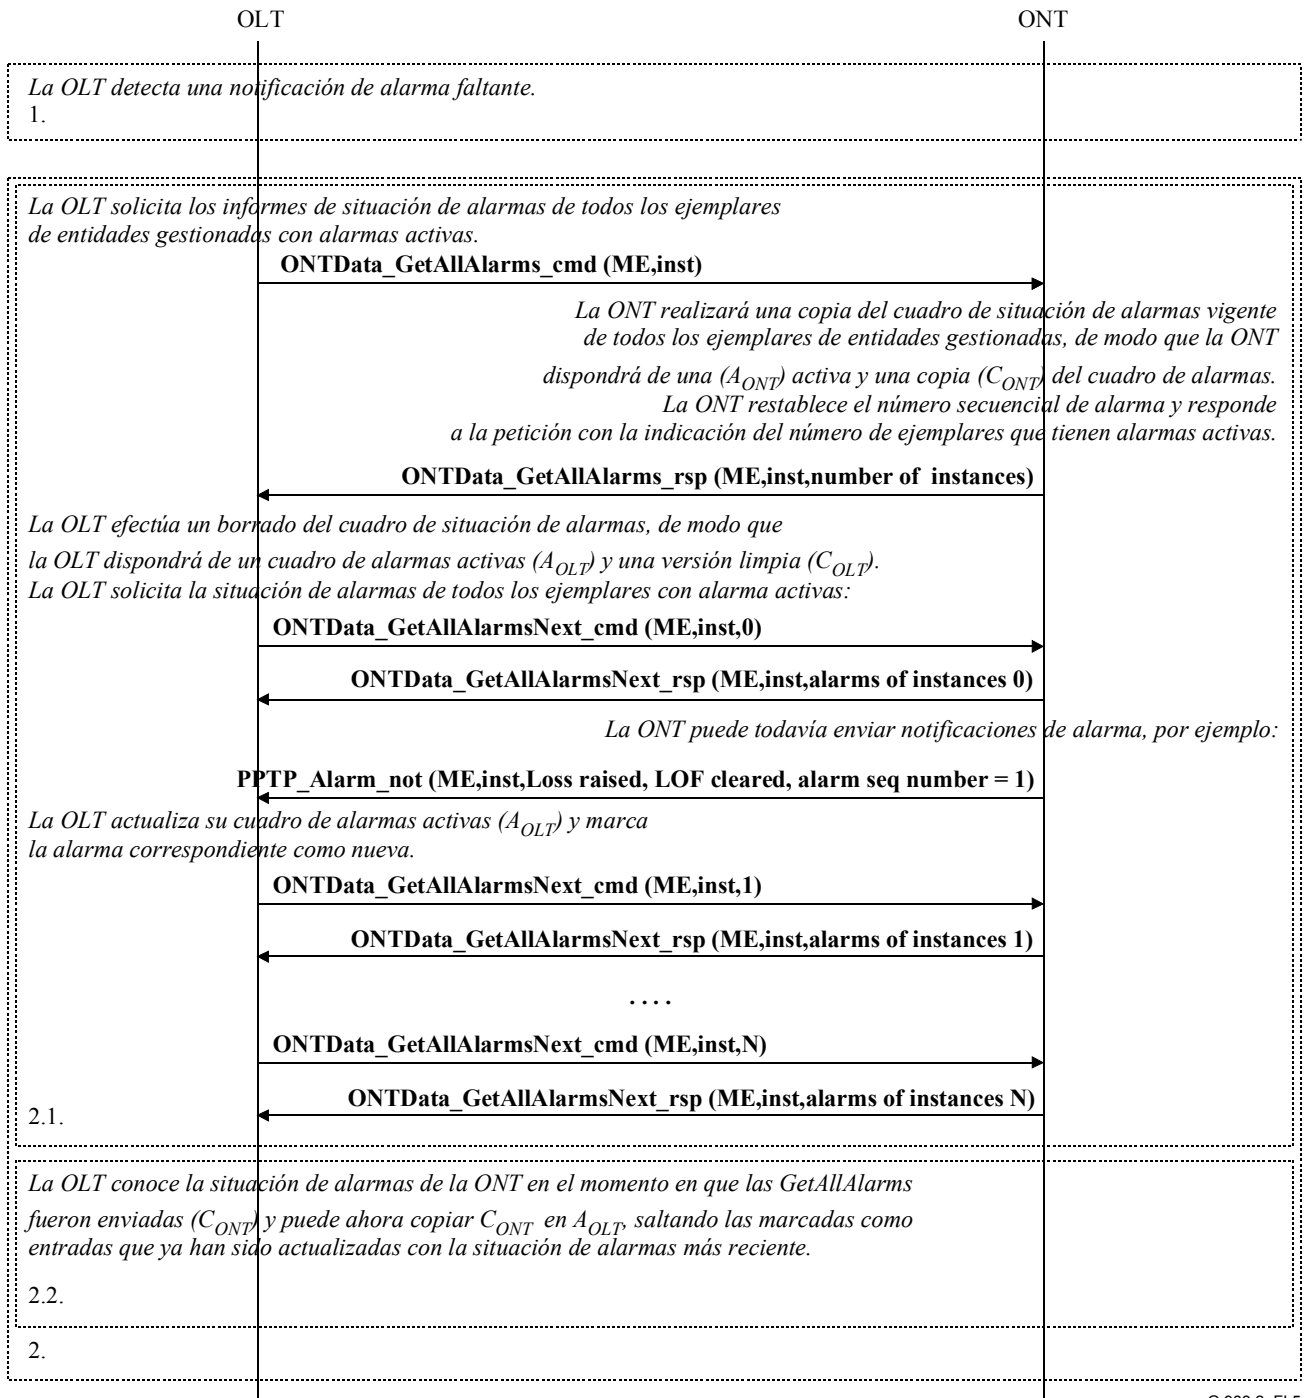 OLT ONT
La OLT detecta una notificación de alarma faltante.
1.
La OLT solicita los informes de situación de alarmas de todos los ejemplares
de entidades gestionadas con alarmas activas.
ONTData_GetAllAlarms_cmd (ME,inst)
La ONT realizará una copia del cuadro de situación de alarmas vigente
de todos los ejemplares de entidades gestionadas, de modo que la ONT
dispondrá de una (A_ONT) activa y una copia (C_ONT) del cuadro de alarmas.
La ONT restablece el número secuencial de alarma y responde
a la petición con la indicación del número de ejemplares que tienen alarmas activas.
ONTData_GetAllAlarms_rsp (ME,inst,number of instances)
La OLT efectúa un borrado del cuadro de situación de alarmas, de modo que
la OLT dispondrá de un cuadro de alarmas activas (A_OLT) y una versión limpia (C_OLT).
La OLT solicita la situación de alarmas de todos los ejemplares con alarma activas:
ONTData_GetAllAlarmsNext_cmd (ME,inst,0)
ONTData_GetAllAlarmsNext_rsp (ME,inst,alarms of instances 0)
La ONT puede todavía enviar notificaciones de alarma, por ejemplo:
PPTP_Alarm_not (ME,inst,Loss raised, LOF cleared, alarm seq number = 1)
La OLT actualiza su cuadro de alarmas activas (A_OLT) y marca
la alarma correspondiente como nueva.
ONTData_GetAllAlarmsNext_cmd (ME,inst,1)
ONTData_GetAllAlarmsNext_rsp (ME,inst,alarms of instances 1)
. . . .
ONTData_GetAllAlarmsNext_cmd (ME,inst,N)
ONTData_GetAllAlarmsNext_rsp (ME,inst,alarms of instances N)
2.1.
La OLT conoce la situación de alarmas de la ONT en el momento en que las GetAllAlarms
fueron enviadas (C_ONT) y puede ahora copiar C_ONT en A_OLT, saltando las marcadas como
entradas que ya han sido actualizadas con la situación de alarmas más reciente.
2.2.
2.